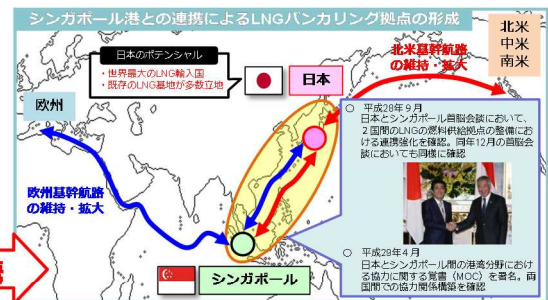 シンガポール港との連携によるLNGバンカリング拠点の形成
日本のポテンシャル
・世界最大のLNG輸入国
・既存のLNG基地が多数立地
日本
北米基幹航路
の維持・拡大
北米
中米
南米
欧州
欧州基幹航路
の維持・拡大
シンガポール
○ 平成28年9月
日本とシンガポール首脳会談において、
2国間のLNGの燃料供給拠点の整備にお
ける連携強化を確認。同年12月の首脳会
談においても同様に確認
○ 平成29年4月
日本とシンガポール間の港湾分野におけ
る協力に関する覚書（MOC）を署名。両
国間での協力関係構築を確認